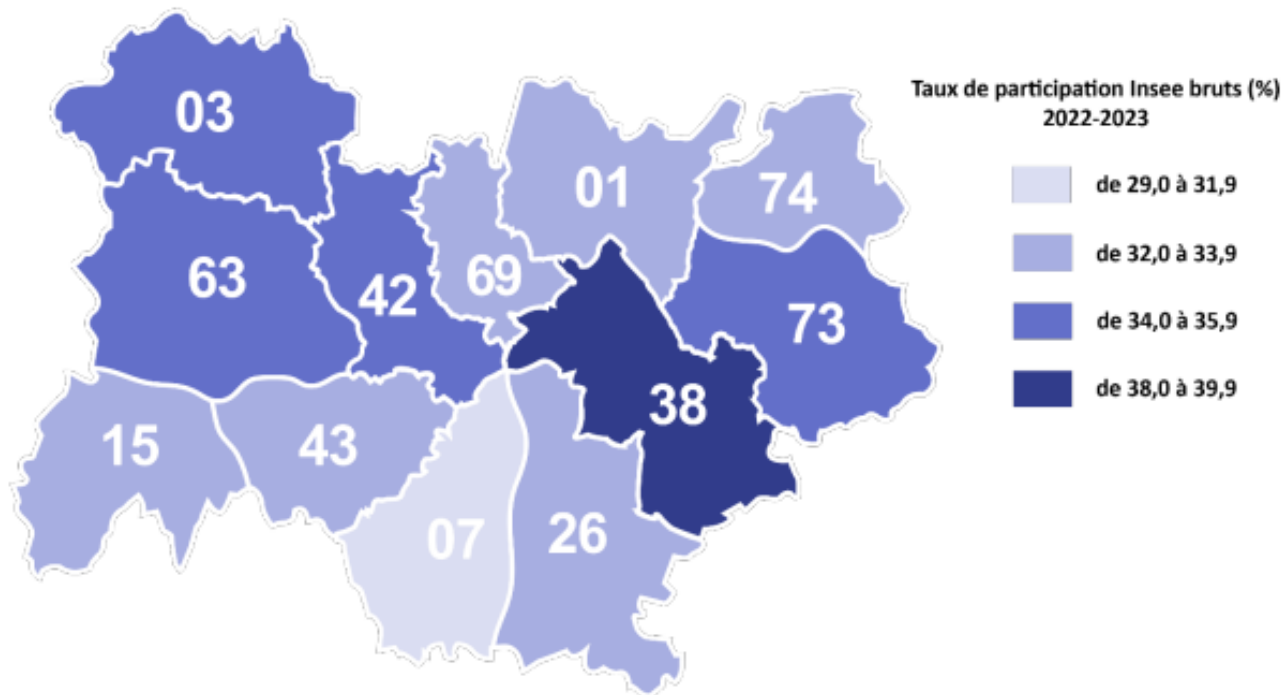 03
Taux de participation Insee bruts (%)
2022-2023
01
74
de 29,0 à 31,9
63
42
69
de 32,0 à 33,9
73
de 34,0 à 35,9
38
de 38,0 à 39,9
15
43
07
26